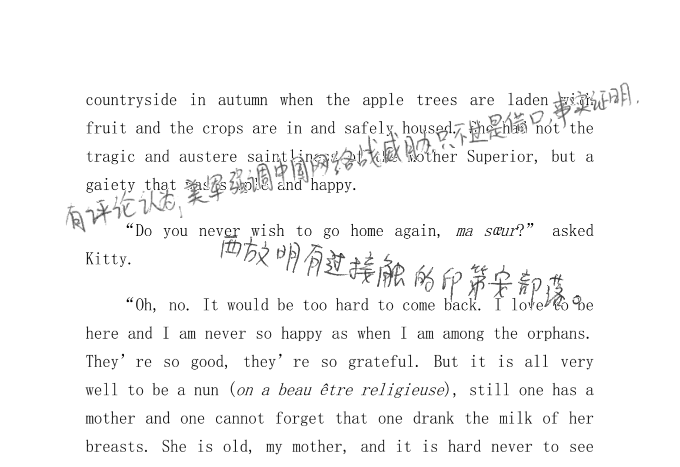 countryside in autumn when the apple trees are laden with
fruit and the crops are in and safely housed. She had not the
tragic and austere saintliness of the Mother Superior, but a
gaiety that was simple and happy.
有评论认为,美军强调中国网络战威胁,只不过是借口,事实证明,
“Do you never wish to go home again, ma sœur?” asked
Kitty.
西放明有过接触的印第安部落。
“Oh, no. It would be too hard to come back. I love to be
here and I am never so happy as when I am among the orphans.
They’re so good, they’re so grateful. But it is all very
well to be a nun (on a beau être religieuse), still one has a
mother and one cannot forget that one drank the milk of her
breasts. She is old, my mother, and it is hard never to see